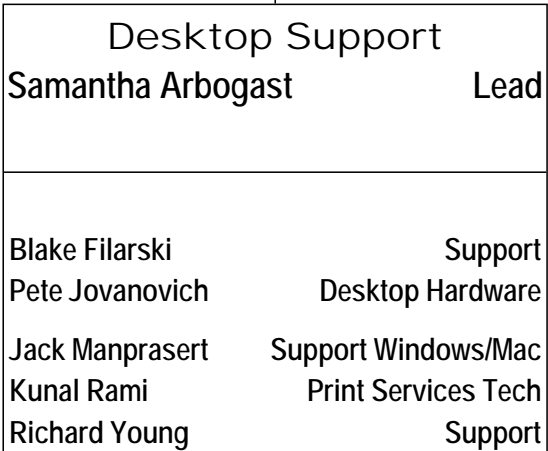 Desktop Support
Samantha Arbogast Lead
Blake Filarski Support
Pete Jovanovich Desktop Hardware
Jack Manprasert Support Windows/Mac
Kunal Rami Print Services Tech
Richard Young Support